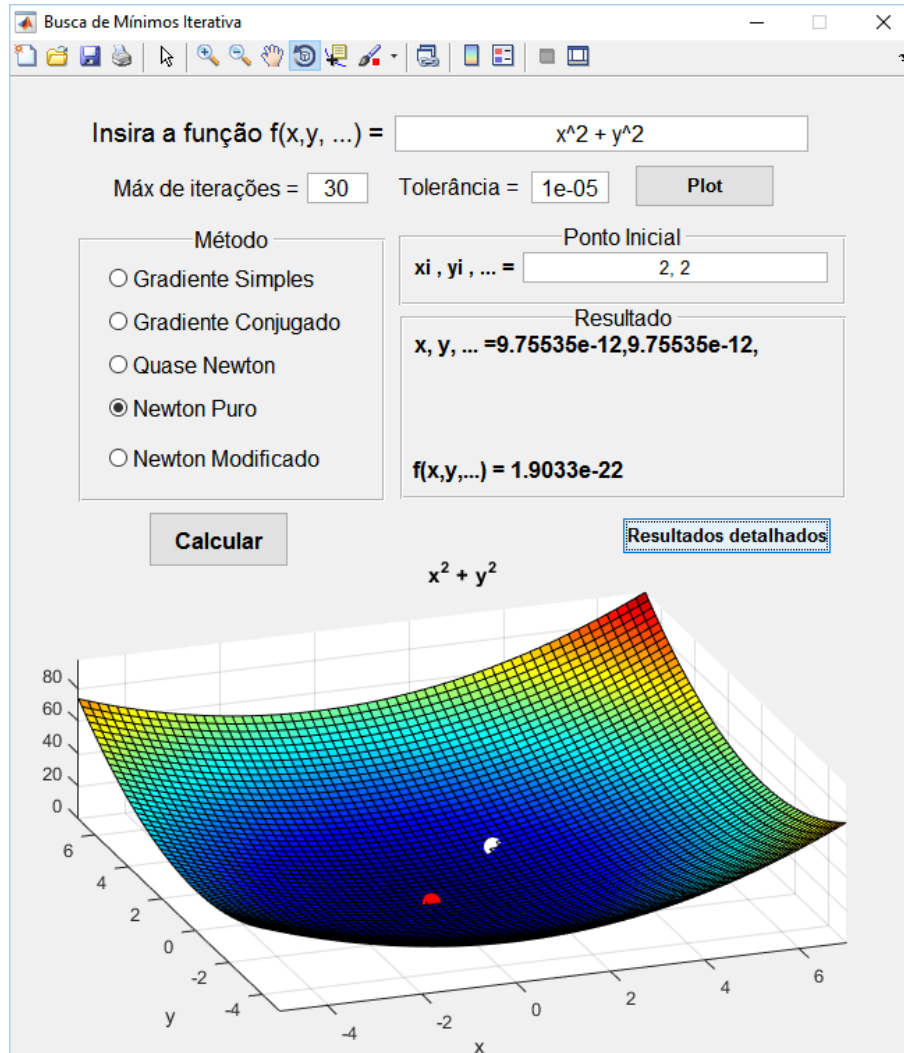 Busca de Mínimos Iterativa
Insira a função f(x,y, ...) = x^2 + y^2
Máx de iterações = 30 Tolerância = 1e-05 Plot
Método
Gradiente Simples
Gradiente Conjugado
Quase Newton
Newton Puro
Newton Modificado
Ponto Inicial
xi , yi , ... = 2, 2
Resultado
x, y, ... =9.75535e-12,9.75535e-12,
f(x,y,...) = 1.9033e-22
Calcular
Resultados detalhados
x² + y²
80
60
40
20
0
6
4
2
0
-2
-4
y
-4
-2
0
2
4
6
x